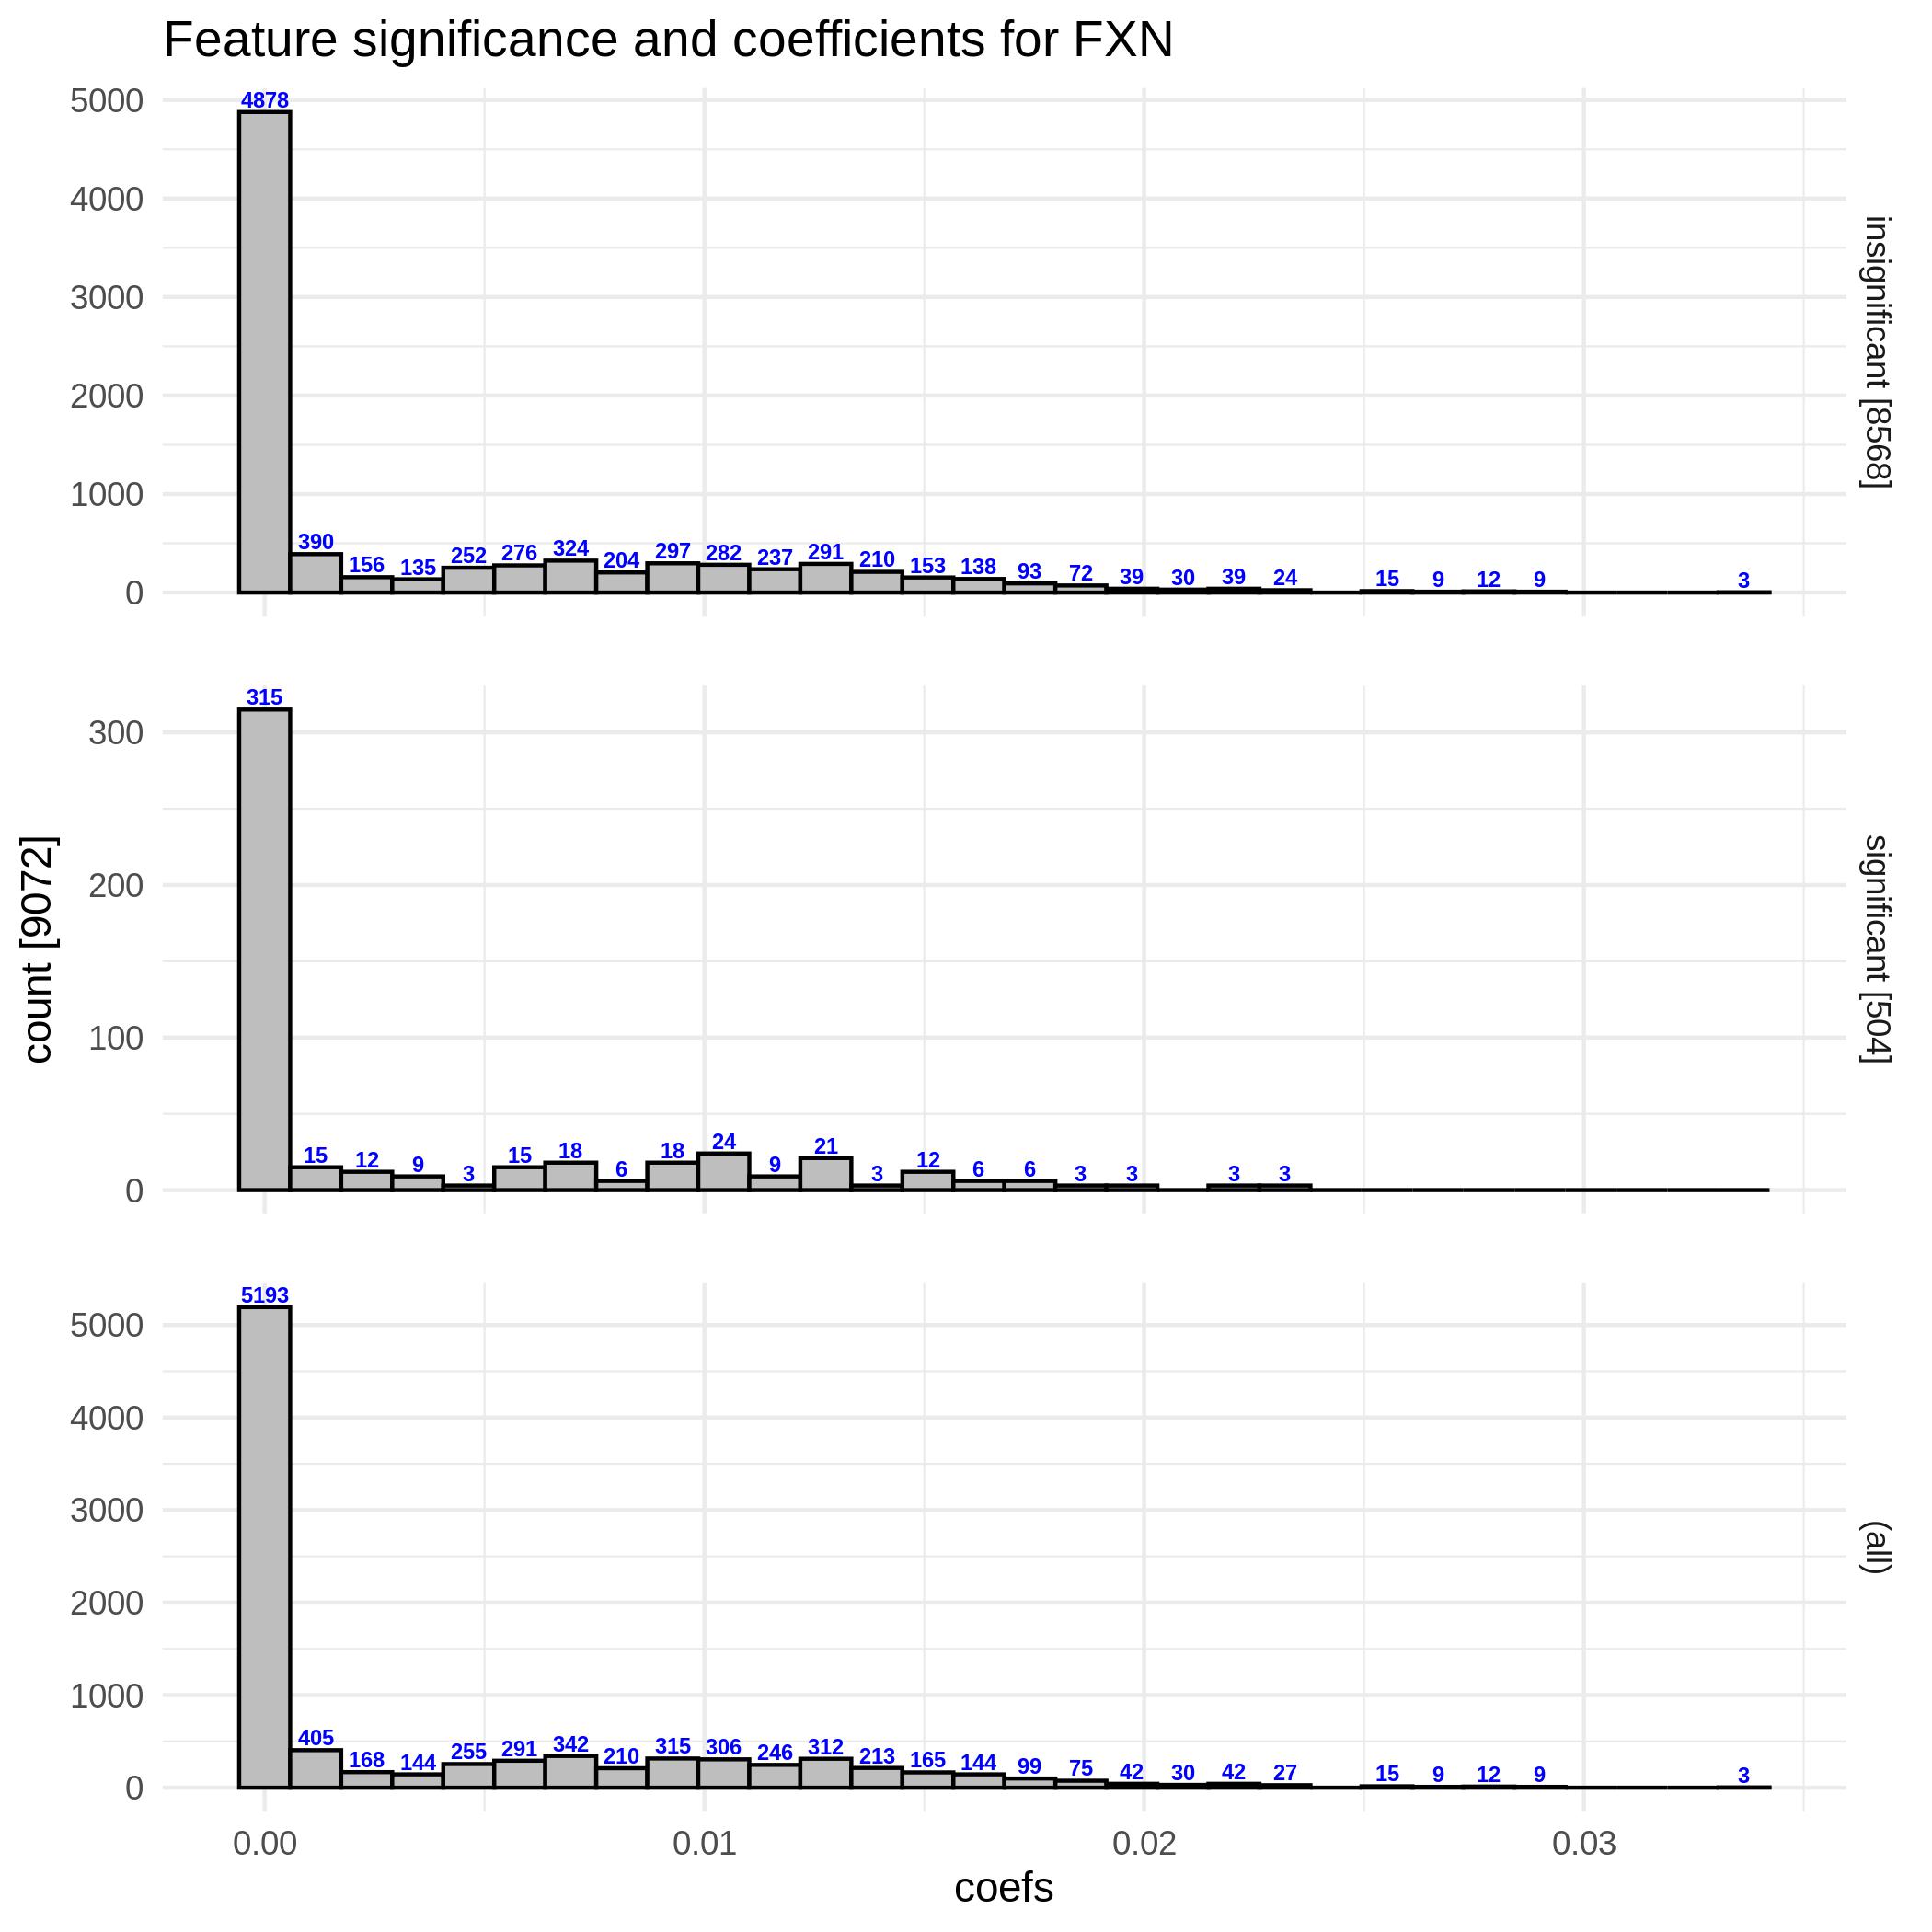 Feature significance and coefficients for FXN
5000
4000
3000
2000
1000
0
4878
390 156 135 252 276 324 204 297 282 237 291 210 153 138 93 72 39 30 39 24 15 9 12 9 3
insignificant [8568]
300
200
100
0
315
15 12 9 3 15 18 6 18 24 9 21 3 12 6 6 3 3 3 3
significant [504]
5000
4000
3000
2000
1000
0
5193
405 168 144 255 291 342 210 315 306 246 312 213 165 144 99 75 42 30 42 27 15 9 12 9 3
(all)
count [9072]
0.00 0.01 0.02 0.03
coefs